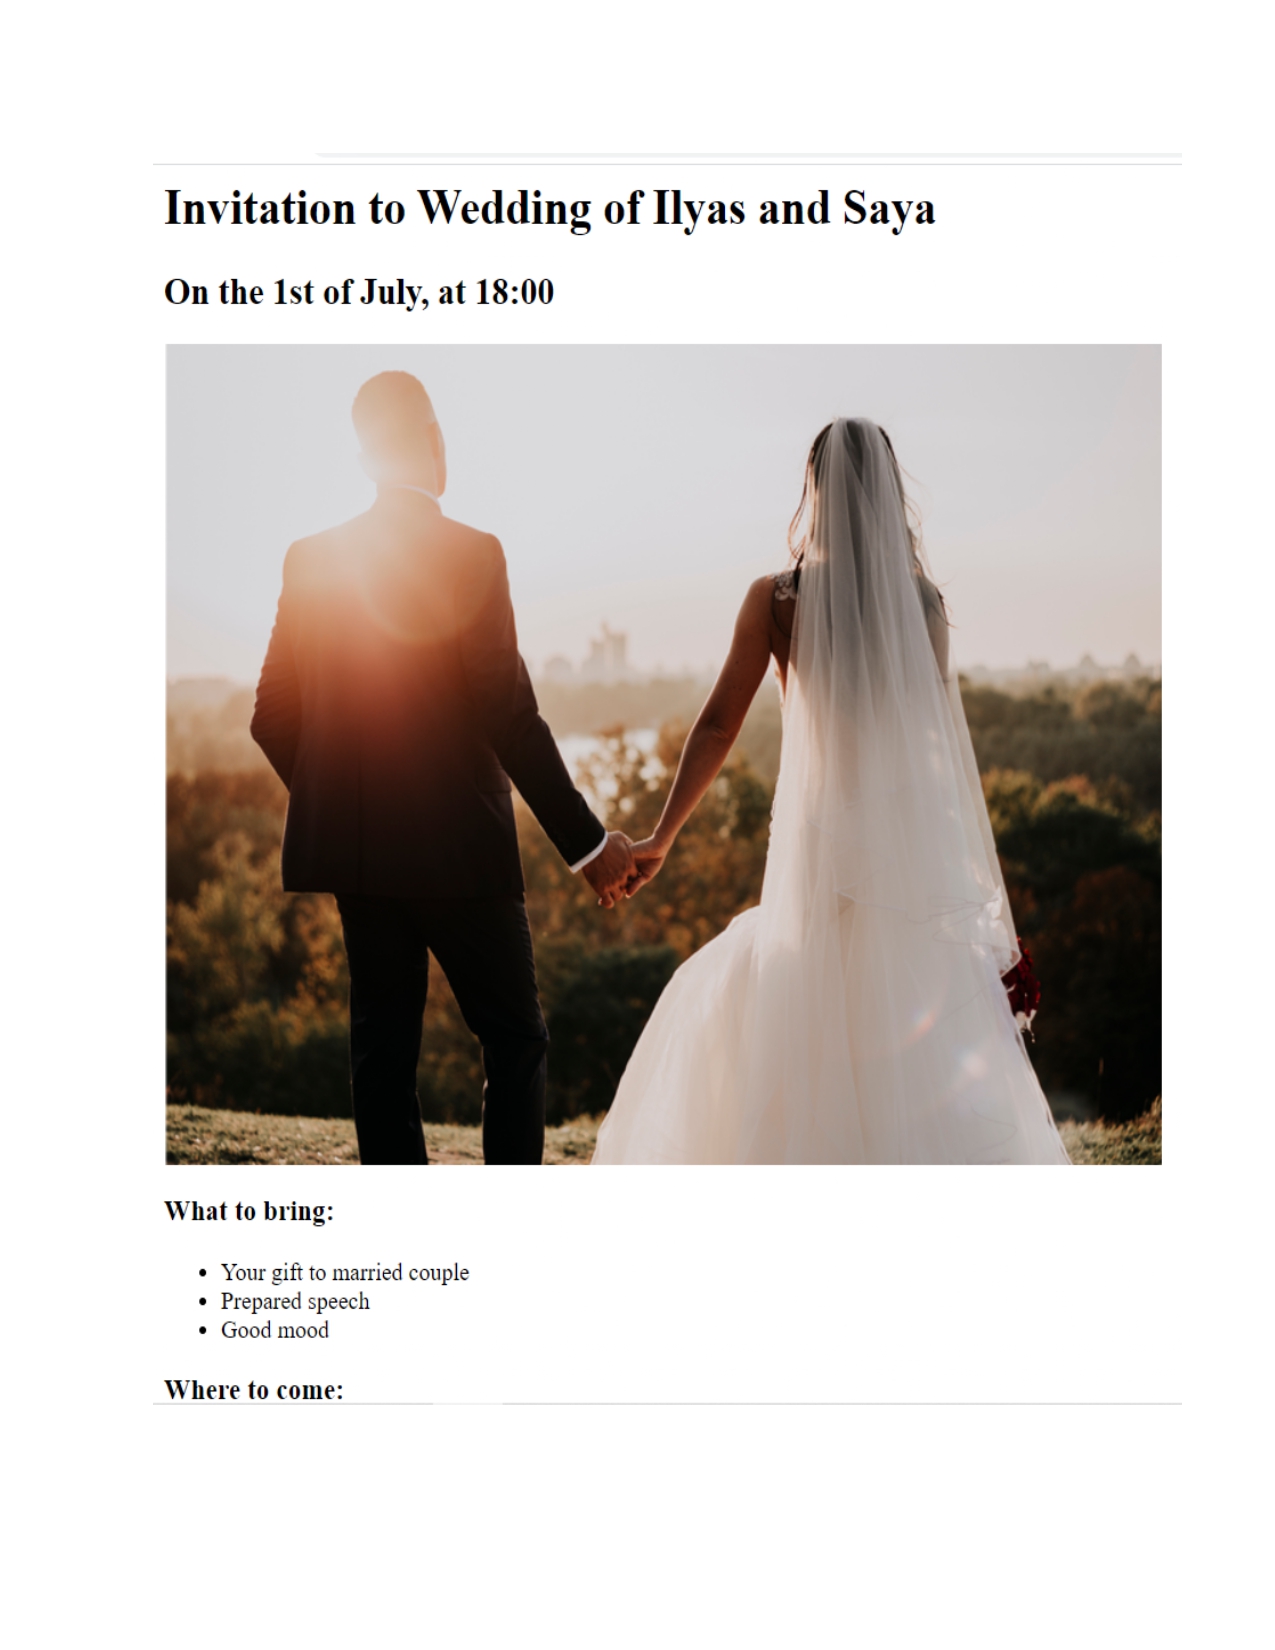 Invitation to Wedding of Ilyas and Saya
On the 1st of July, at 18:00
What to bring:
• Your gift to married couple
• Prepared speech
• Good mood
Where to come: